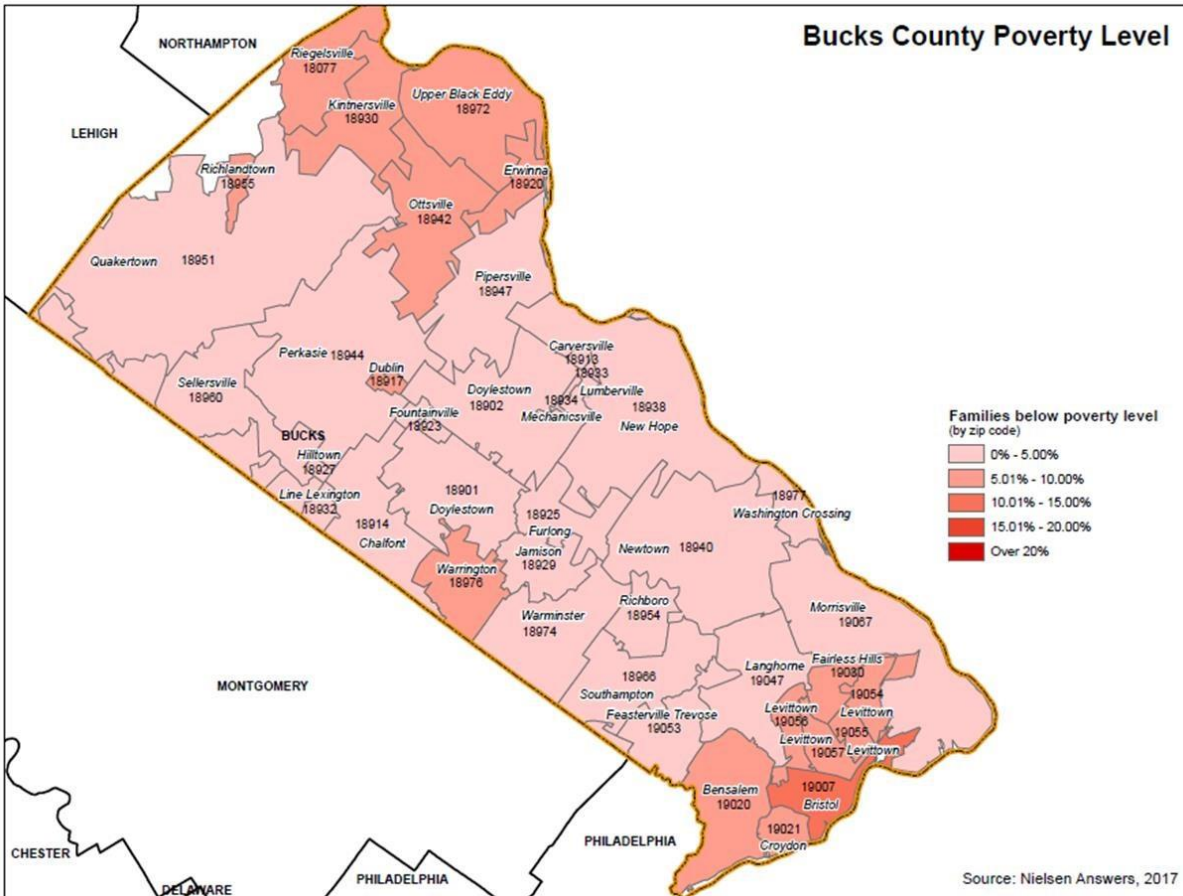 Bucks County Poverty Level
NORTHAMPTON
Riegelsville
18077
Kintnersville
18930
Upper Black Eddy
18972
LEHIGH
Richlandtown
18955
Erwinna
18920
Ottsville
18942
Quakertown 18951
Pipersville
18947
Carversville
18913
18933
Lumberville
Perkasie 18944
Dublin
18917
Sellersville
18960
Doylestown
18902
18934
Mechanicsville
18938
New Hope
Fountainville
18923
BUCKS
Hilltown
18927
Line Lexington
18932
18914
Chalfont
18901
Doylestown
18925
Furlong
Jamison
18929
Warrington
18976
Newtown 18940
18977
Washington Crossing
Richboro
18954
Warminster
18974
Morrisville
19067
18966
Southampton
Langhorne
19047
Fairless Hills
19030
19054
Levittown
Feasterville Trevose
19053
Levittown
19056
19055
Levittown
Levittown
19057
Bensalem
19020
19007
Bristol
19021
Croydon
MONTGOMERY
PHILADELPHIA
CHESTER
DELAWARE
PHILADELPHIA
Families below poverty level
(by zip code)
0% - 5.00%
5.01% - 10.00%
10.01% - 15.00%
15.01% - 20.00%
Over 20%
Source: Nielsen Answers, 2017